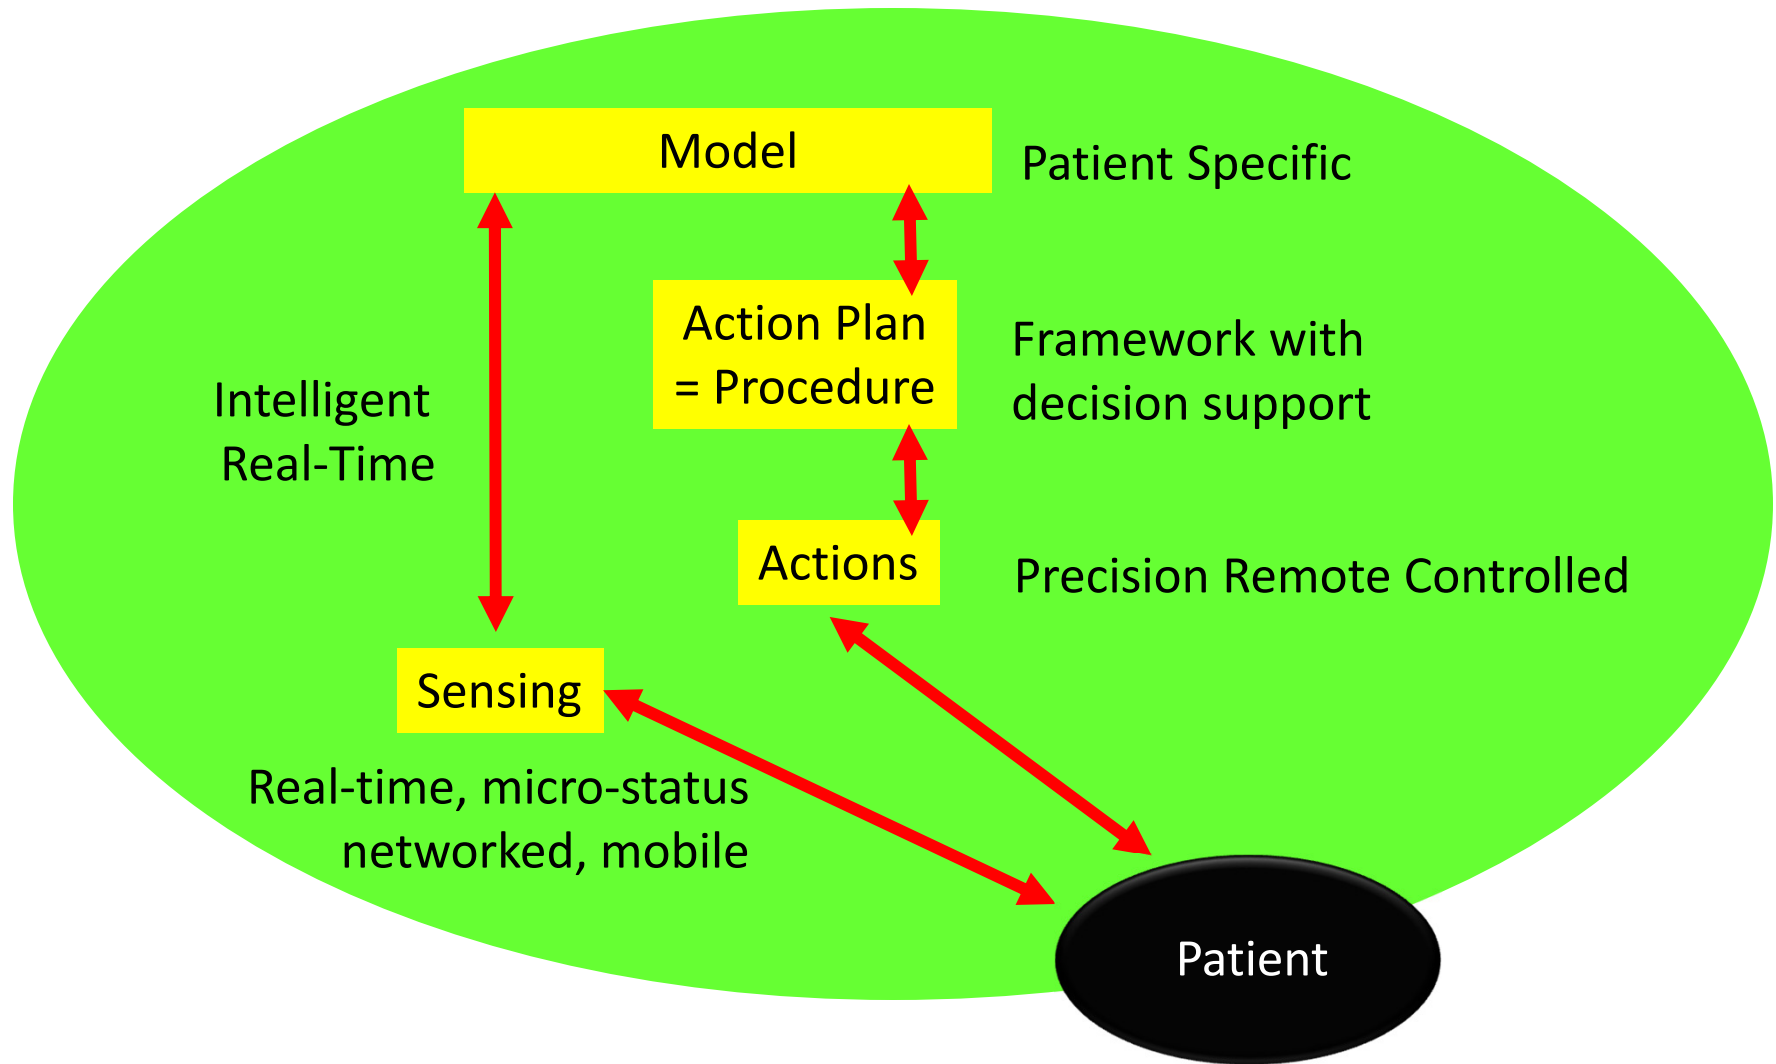 Model
Patient Specific
Action Plan
= Procedure
Framework with
decision support
Intelligent
Real-Time
Actions
Precision Remote Controlled
Sensing
Real-time, micro-status
networked, mobile
Patient